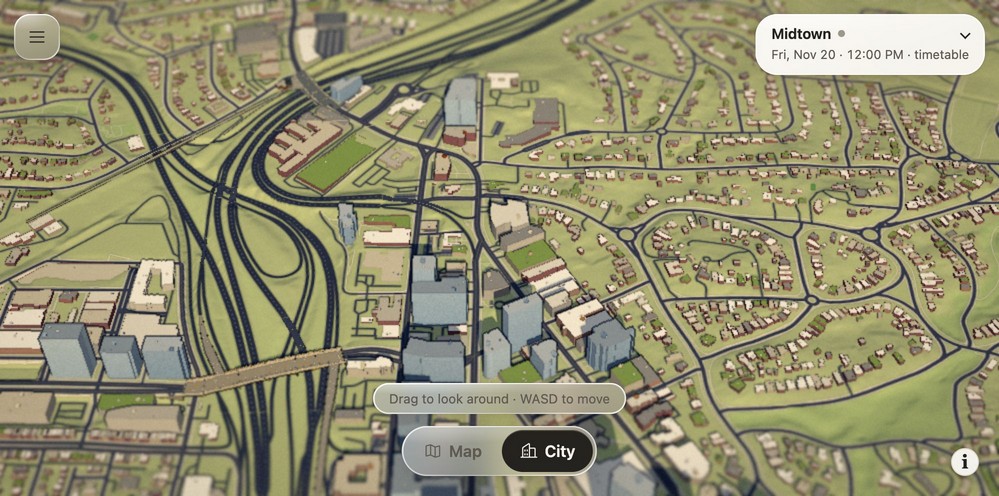 Midtown
Fri, Nov 20 · 12:00 PM · timetable
Drag to look around · WASD to move
Map
City
i